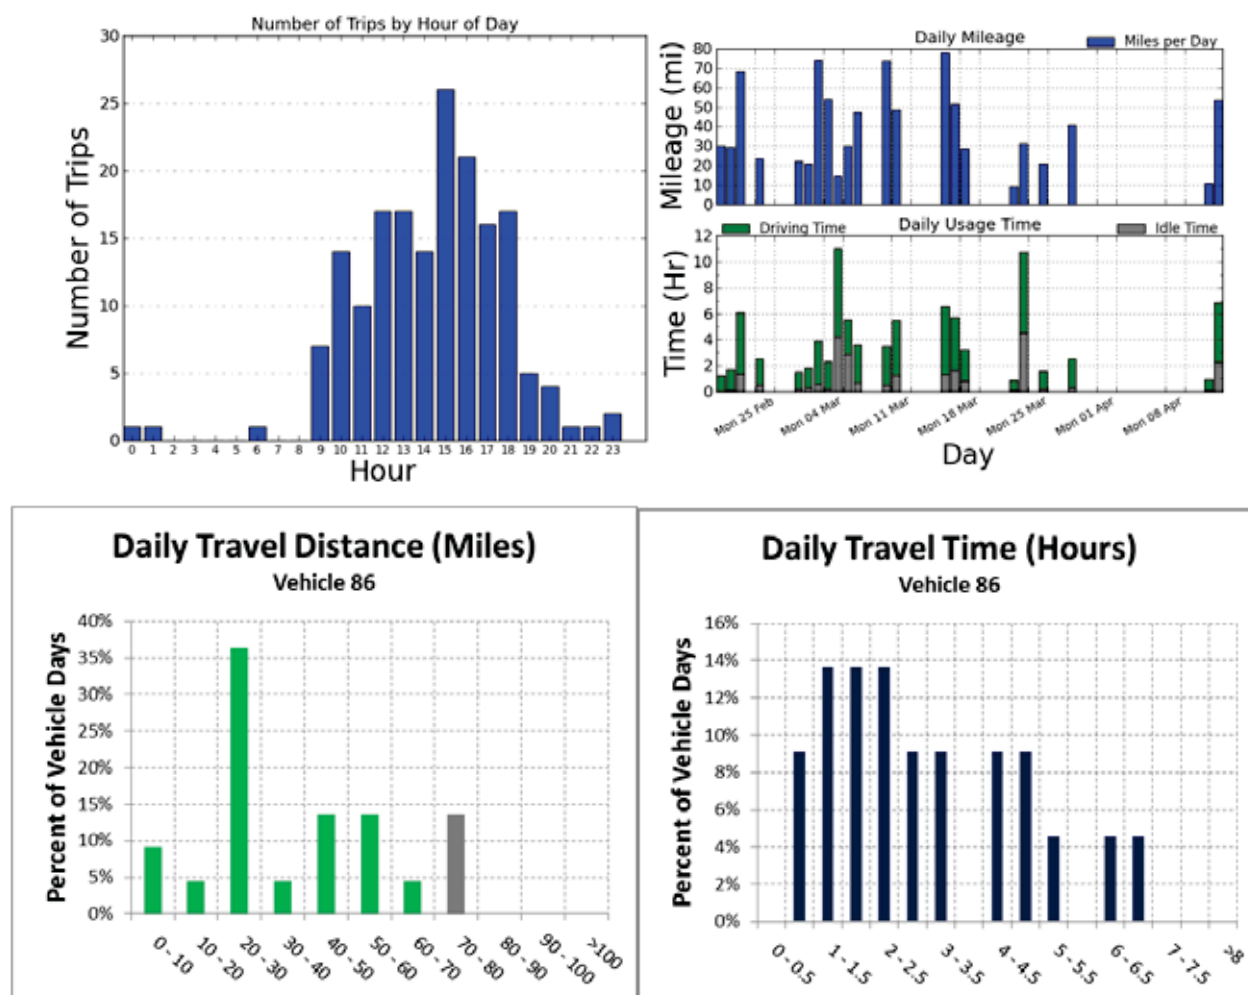 Number of Trips by Hour of Day
30
25
20
15
10
5
0
Number of Trips
0 1 2 3 4 5 6 7 8 9 10 11 12 13 14 15 16 17 18 19 20 21 22 23
Hour
Daily Mileage
Miles per Day
80
70
60
50
40
30
20
10
0
Mileage (mi)
Driving Time
Daily Usage Time
Idle Time
12
10
8
6
4
2
0
Time (Hr)
Mon 25 Feb
Mon 04 Mar
Mon 11 Mar
Mon 18 Mar
Mon 25 Mar
Mon 01 Apr
Mon 08 Apr
Day
Daily Travel Distance (Miles)
Vehicle 86
40%
35%
30%
25%
20%
15%
10%
5%
0%
Percent of Vehicle Days
0 - 10
10 - 20
20 - 30
30 - 40
40 - 50
50 - 60
60 - 70
70 - 80
80 - 90
90 - 100
>100
Daily Travel Time (Hours)
Vehicle 86
16%
14%
12%
10%
8%
6%
4%
2%
0%
Percent of Vehicle Days
0 - 0.5
1 - 1.5
2 - 2.5
3 - 3.5
4 - 4.5
5 - 5.5
6 - 6.5
7 - 7.5
>8